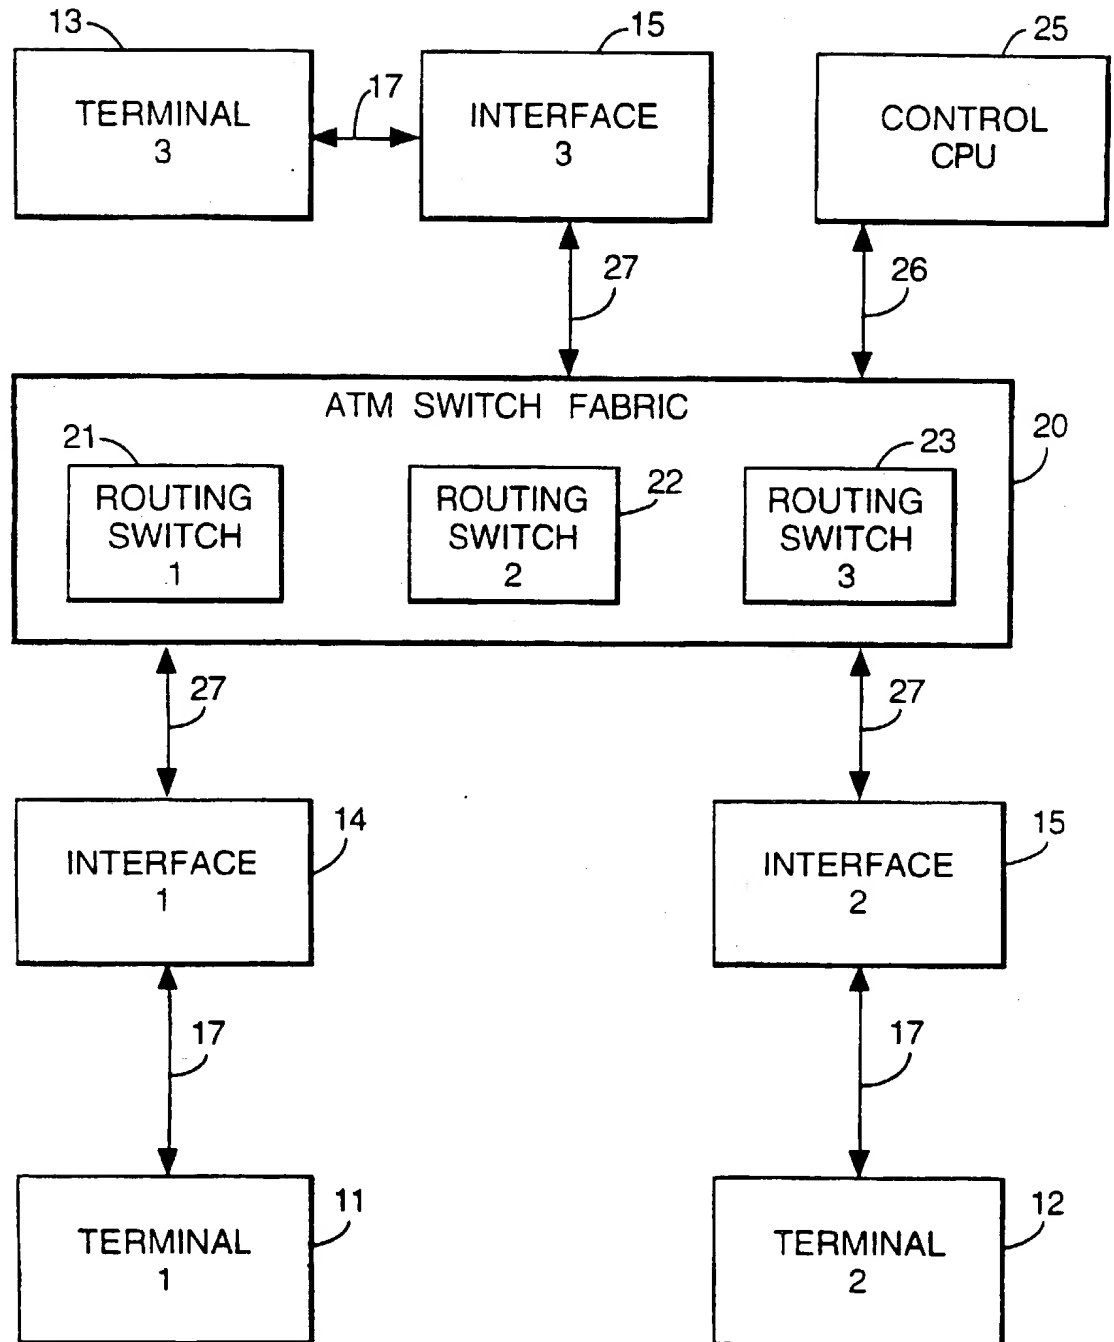 13
15
25
TERMINAL
3
17
INTERFACE
3
CONTROL
CPU
27
26
ATM SWITCH FABRIC
20
21
ROUTING
SWITCH
1
22
ROUTING
SWITCH
2
23
ROUTING
SWITCH
3
27
27
14
INTERFACE
1
15
INTERFACE
2
17
17
11
TERMINAL
1
12
TERMINAL
2